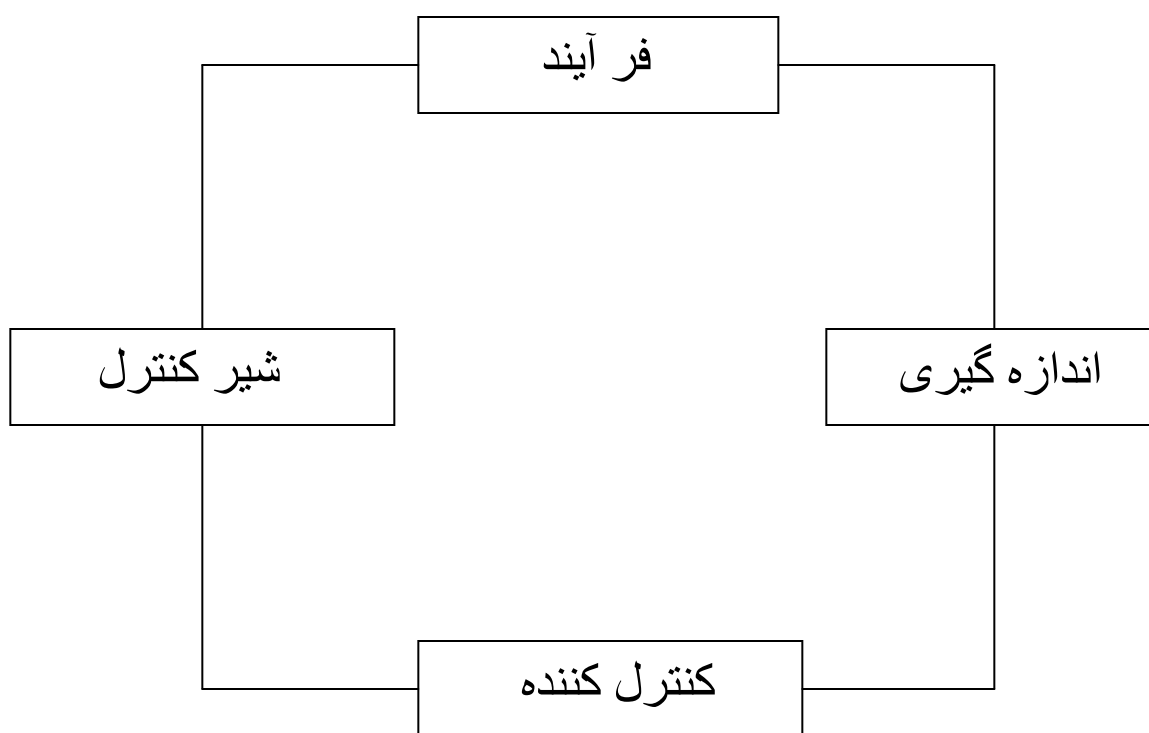 فر آیند
اندازه گیری
شیر کنترل
کنترل کننده